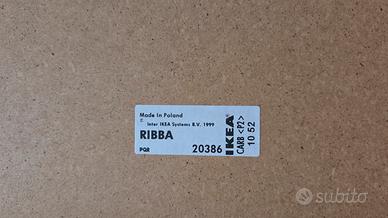 Made in Poland
© Inter IKEA Systems B.V. 1999
RIBBA
PQR 20386
IKEA
CARB <P2>
10 52
subito